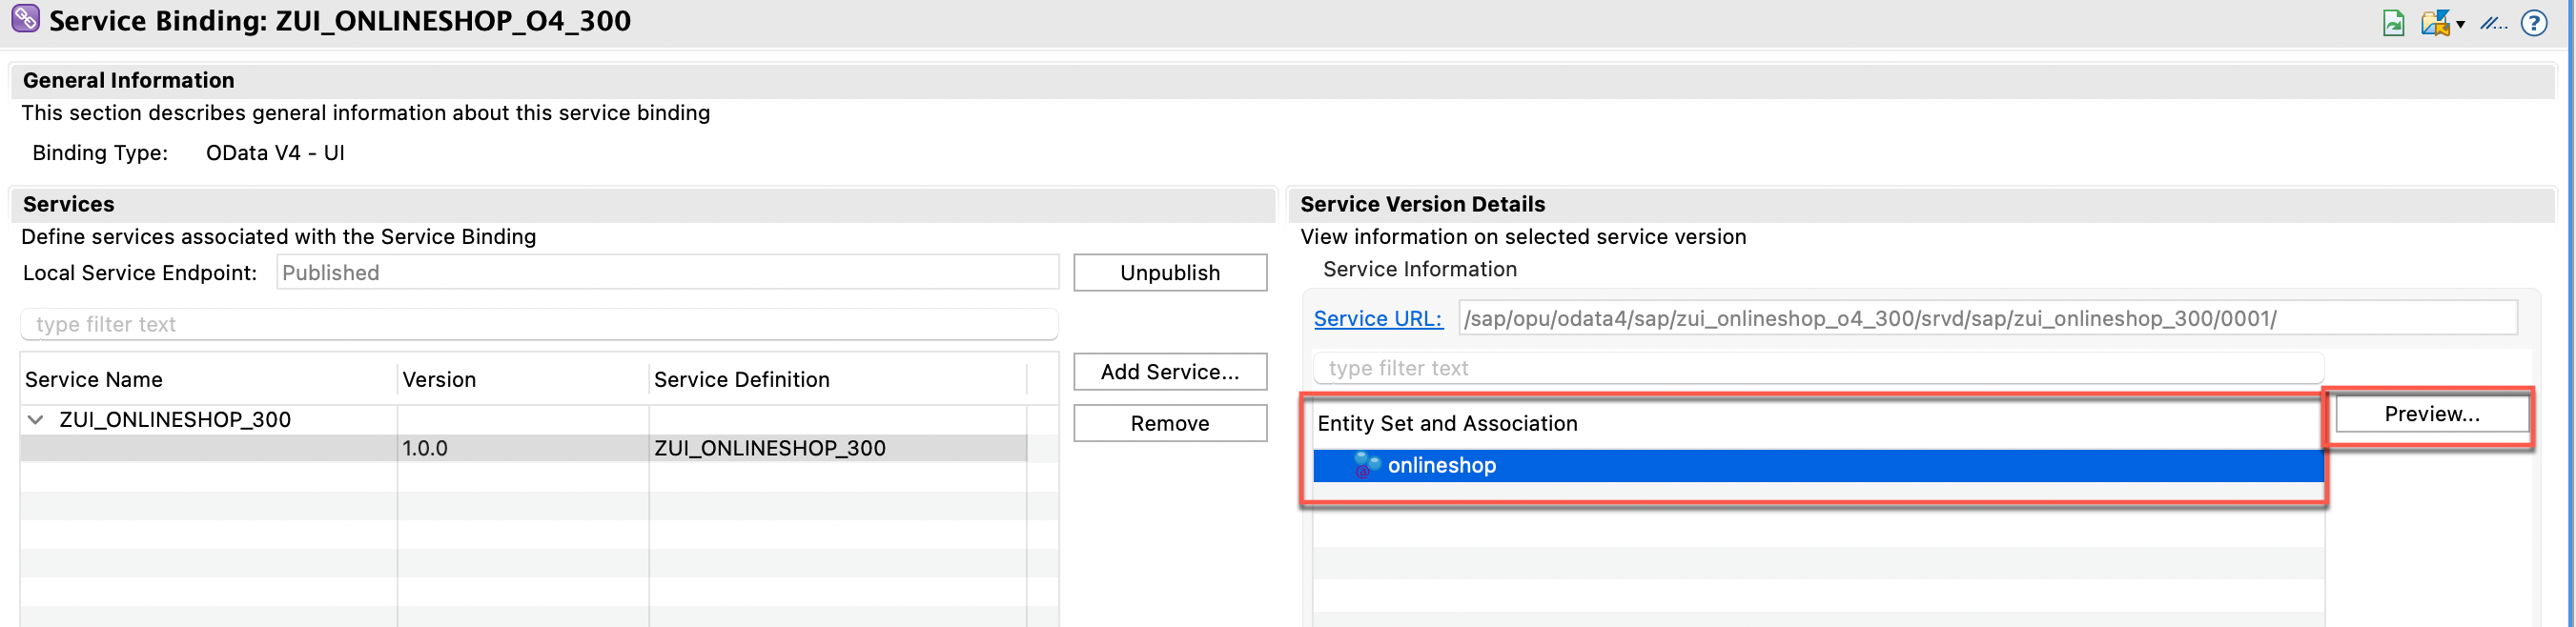 Service Binding: ZUI_ONLINESHOP_O4_300
General Information
This section describes general information about this service binding
Binding Type: OData V4 - UI
Services
Define services associated with the Service Binding
Local Service Endpoint: Published Unpublish
type filter text
Add Service...
Service Name Version Service Definition
Remove
ZUI_ONLINESHOP_300
1.0.0 ZUI_ONLINESHOP_300
Service Version Details
View information on selected service version
Service Information
Service URL: /sap/opu/odata4/sap/zui_onlineshop_o4_300/srvd/sap/zui_onlineshop_300/0001/
type filter text
Entity Set and Association
Preview...
onlineshop